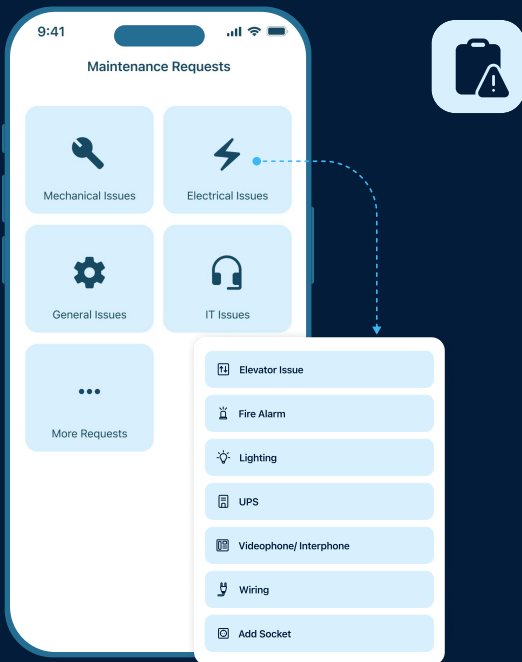 9:41
Maintenance Requests
Mechanical Issues
Electrical Issues
General Issues
IT Issues
More Requests
Elevator Issue
Fire Alarm
Lighting
UPS
Videophone/ Interphone
Wiring
Add Socket